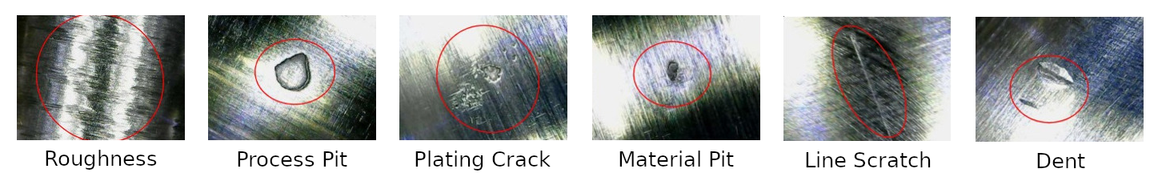 Roughness
Process Pit
Plating Crack
Material Pit
Line Scratch
Dent